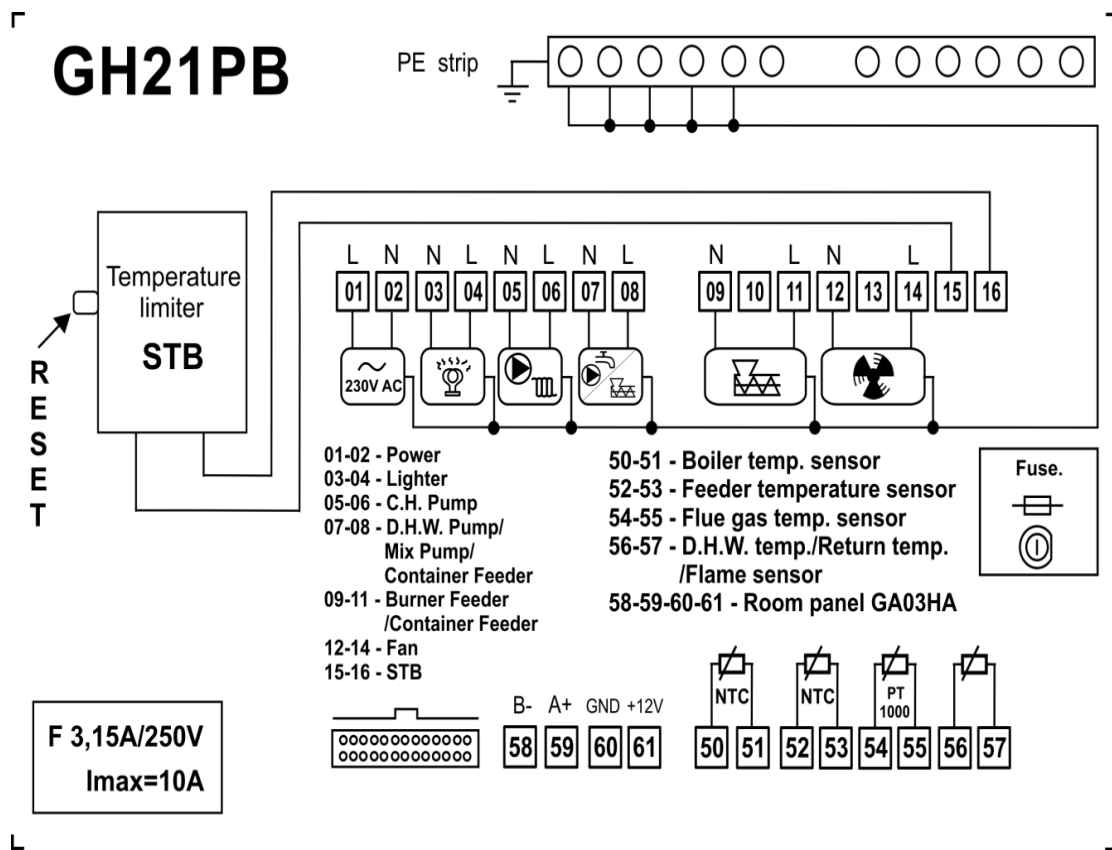 GH21PB
PE strip
Temperature
limiter
STB
RESET
L N N L N L N L N L N L
01 02 03 04 05 06 07 08 09 10 11 12 13 14 15 16
230V AC
01-02 - Power
03-04 - Lighter
05-06 - C.H. Pump
07-08 - D.H.W. Pump/
Mix Pump/
Container Feeder
09-11 - Burner Feeder
/Container Feeder
12-14 - Fan
15-16 - STB
50-51 - Boiler temp. sensor
52-53 - Feeder temperature sensor
54-55 - Flue gas temp. sensor
56-57 - D.H.W. temp./Return temp.
/Flame sensor
58-59-60-61 - Room panel GA03HA
Fuse.
F 3,15A/250V
Imax=10A
B- A+ GND +12V
58 59 60 61
NTC NTC PT
1000
50 51 52 53 54 55 56 57